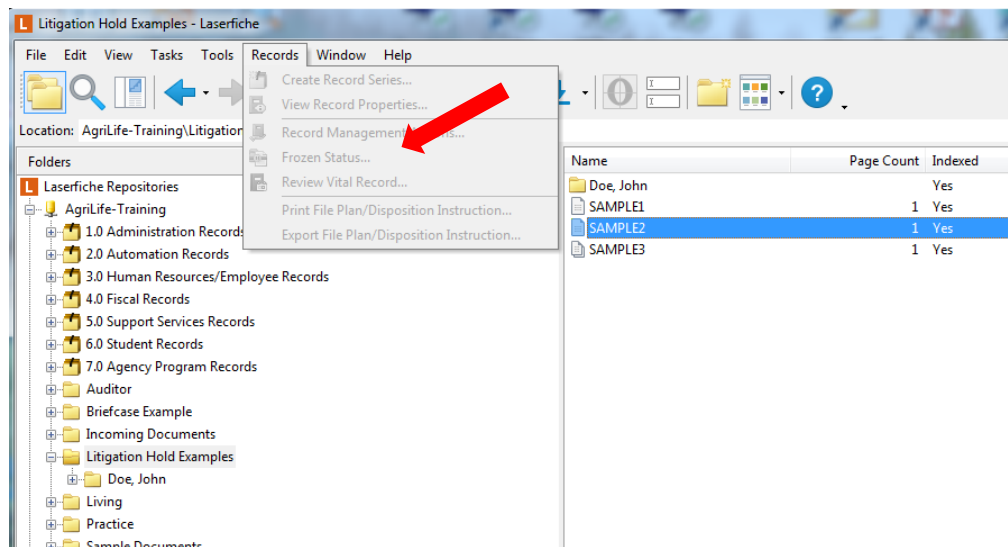 Litigation Hold Examples - Laserfiche
File Edit View Tasks Tools Records Window Help
Create Record Series...
View Record Properties...
Record Management
Frozen Status...
Review Vital Record...
Print File Plan/Disposition Instruction...
Export File Plan/Disposition Instruction...
Location: AgriLife-Training\Litigation
Folders
Laserfiche Repositories
AgriLife-Training
1.0 Administration Records
2.0 Automation Records
3.0 Human Resources/Employee Records
4.0 Fiscal Records
5.0 Support Services Records
6.0 Student Records
7.0 Agency Program Records
Auditor
Briefcase Example
Incoming Documents
Litigation Hold Examples
Doe, John
Living
Practice
Sample Documents
Name Page Count Indexed
Doe, John Yes
SAMPLE1 1 Yes
SAMPLE2 1 Yes
SAMPLE3 1 Yes